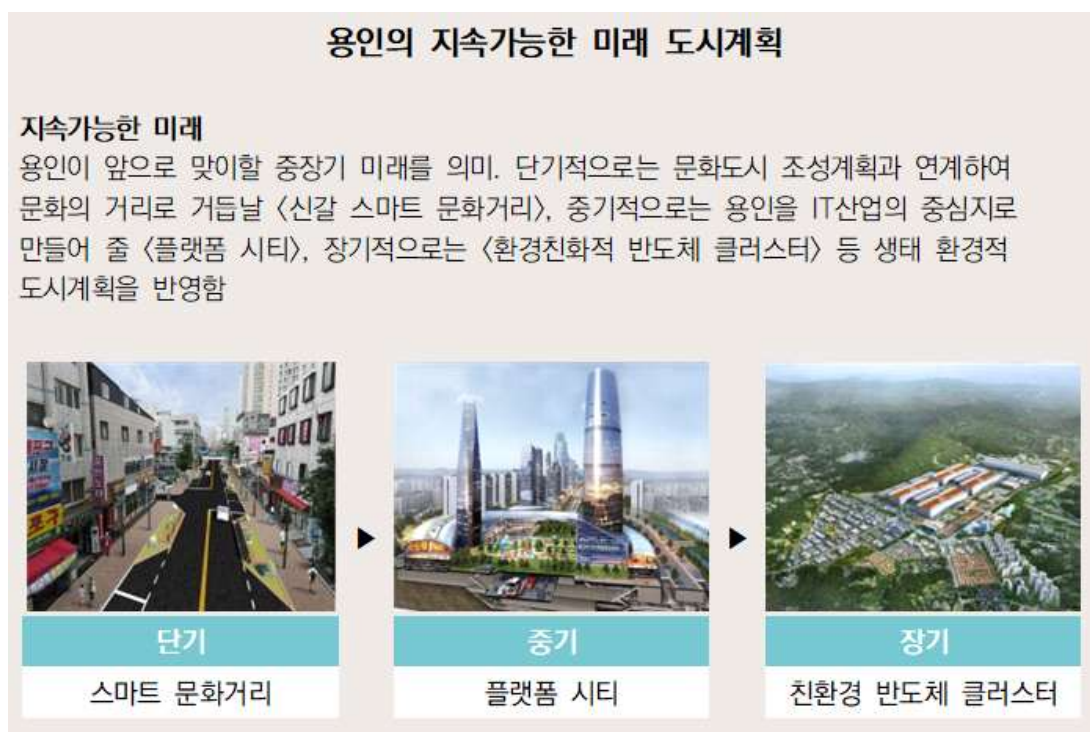 용인의 지속가능한 미래 도시계획
지속가능한 미래
용인이 앞으로 맞이할 중장기 미래를 의미. 단기적으로는 문화도시 조성계획과 연계하여
문화의 거리로 거듭날 〈신갈 스마트 문화거리〉, 중기적으로는 용인을 IT산업의 중심지로
만들어 줄 〈플랫폼 시티〉, 장기적으로는 〈환경친화적 반도체 클러스터〉 등 생태 환경적
도시계획을 반영함
단기
중기
장기
스마트 문화거리
플랫폼 시티
친환경 반도체 클러스터